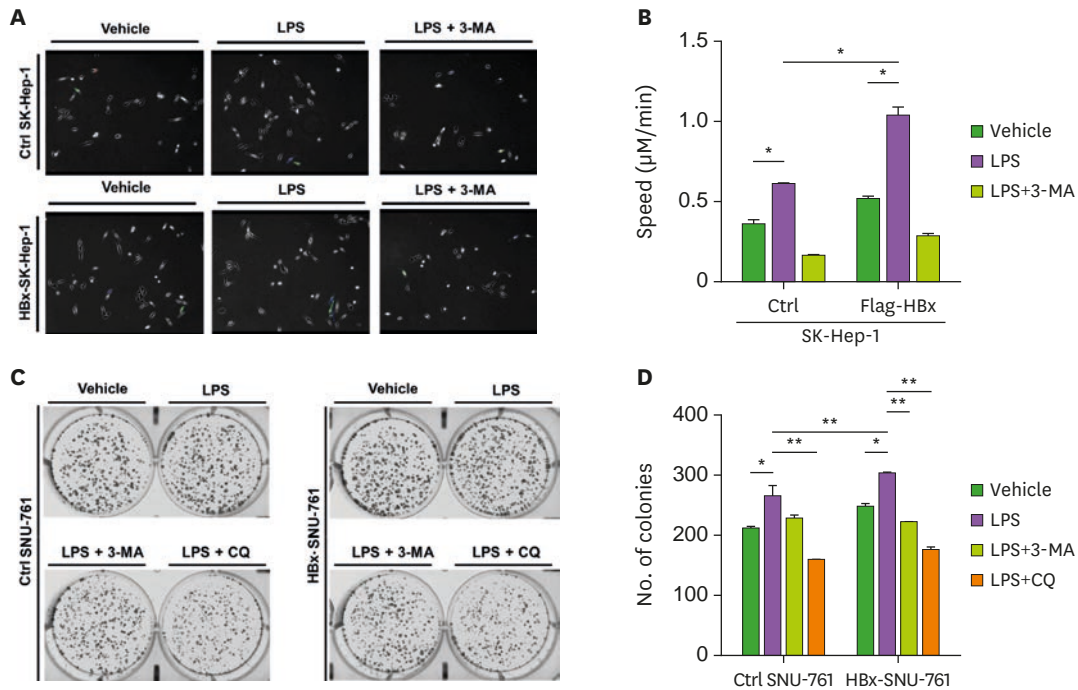 A
Vehicle
LPS
LPS + 3-MA
Ctrl SK-Hep-1
Vehicle
LPS
LPS + 3-MA
HBx-SK-Hep-1
B
1.5
1.0
0.5
0
Speed (µM/min)
*
*
*
Ctrl
Flag-HBx
SK-Hep-1
Vehicle
LPS
LPS+3-MA
C
Vehicle
LPS
LPS + 3-MA
LPS + CQ
Ctrl SNU-761
Vehicle
LPS
LPS + 3-MA
LPS + CQ
HBx-SNU-761
D
400
300
200
100
0
No. of colonies
**
**
**
**
*
*
Ctrl SNU-761
HBx-SNU-761
Vehicle
LPS
LPS+3-MA
LPS+CQ